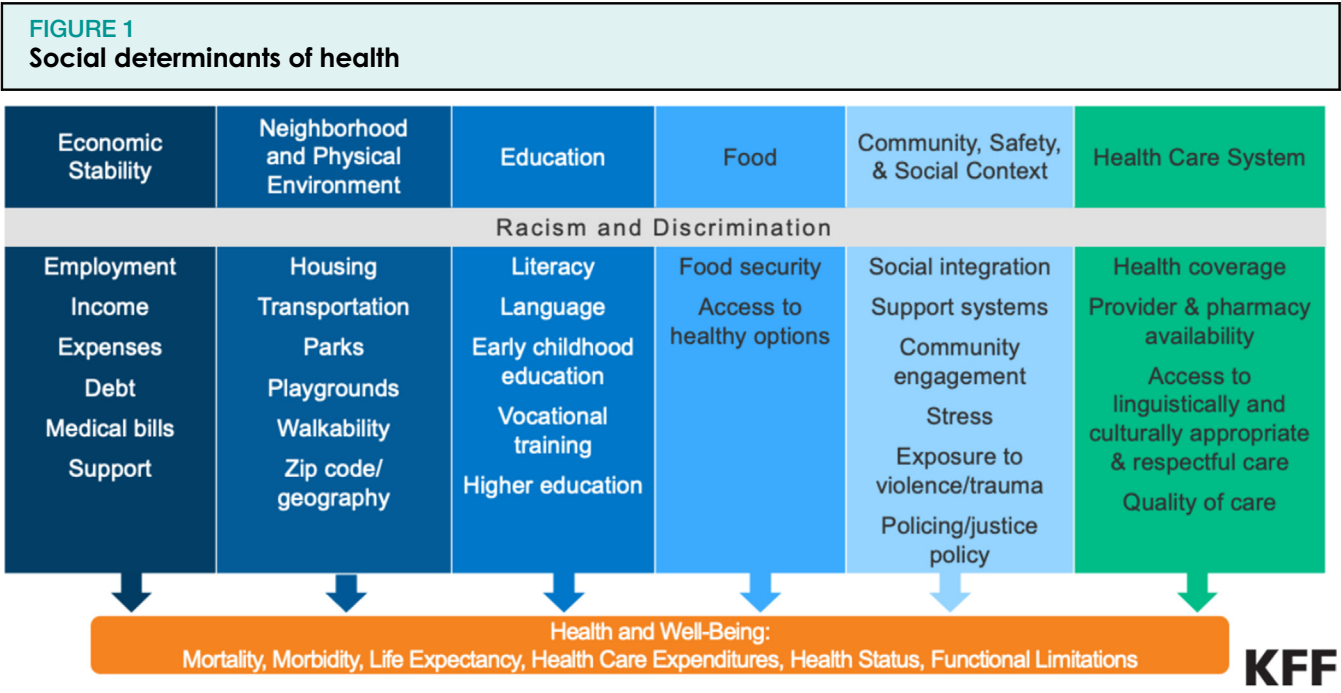 FIGURE 1
Social determinants of health
Economic
Stability
Neighborhood
and Physical
Environment
Education
Food
Community, Safety,
& Social Context
Health Care System
Racism and Discrimination
Employment
Income
Expenses
Debt
Medical bills
Support
Housing
Transportation
Parks
Playgrounds
Walkability
Zip code/
geography
Literacy
Language
Early childhood
education
Vocational
training
Higher education
Food security
Access to
healthy options
Social integration
Support systems
Community
engagement
Stress
Exposure to
violence/trauma
Policing/justice
policy
Health coverage
Provider & pharmacy
availability
Access to
linguistically and
culturally appropriate
& respectful care
Quality of care
Health and Well-Being:
Mortality, Morbidity, Life Expectancy, Health Care Expenditures, Health Status, Functional Limitations
KFF